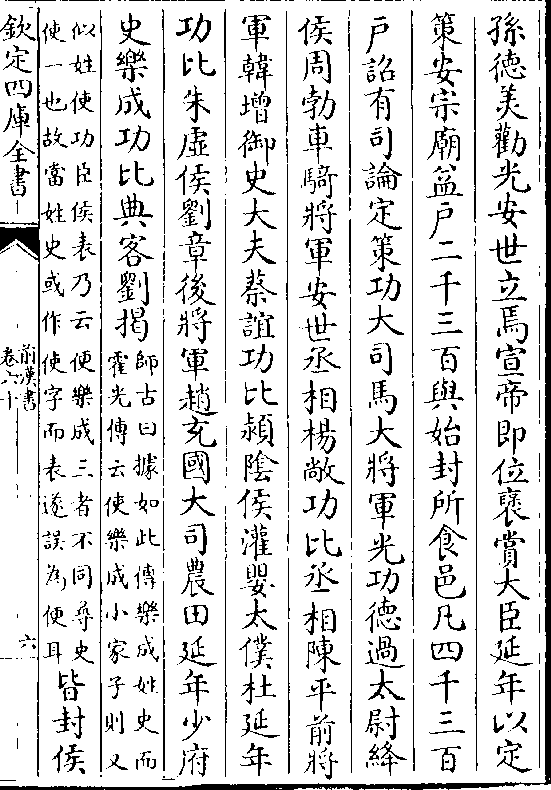 孫德美勸光安世立焉宣帝即位褒賞大臣延年以定
策安宗廟益戶二千三百與始封所食邑凡四千三百
戶詔有司論定策功大司馬大將軍光功德過太尉絳
侯周勃車騎將軍安世丞相楊敞功比丞相陳平前將
軍韓增御史大夫蔡誼功比潁陰侯灌嬰太僕杜延年
功比朱虛侯劉章後將軍趙充國大司農田延年少府
史樂成功比典客劉揭師古曰據如此傳樂成姓史而
霍光傳云使樂成小家子則又
似姓使功臣侯表乃云便樂成三者不同尋史
使一也故當姓史或作使字而表遂誤為便耳皆封侯
欽定四庫全書
前漢書
卷六十
六